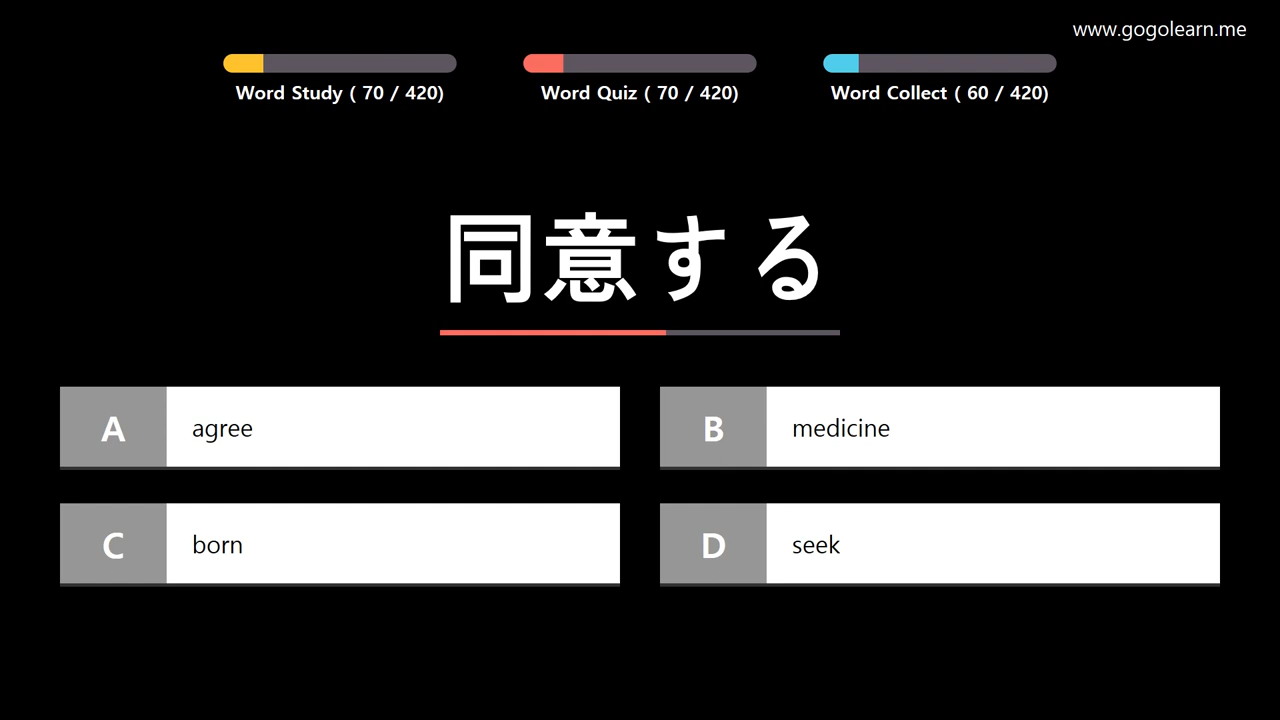 www.gogolearn.me
Word Study ( 70 / 420)
Word Quiz ( 70 / 420)
Word Collect ( 60 / 420)
同意する
A agree
B medicine
C born
D seek